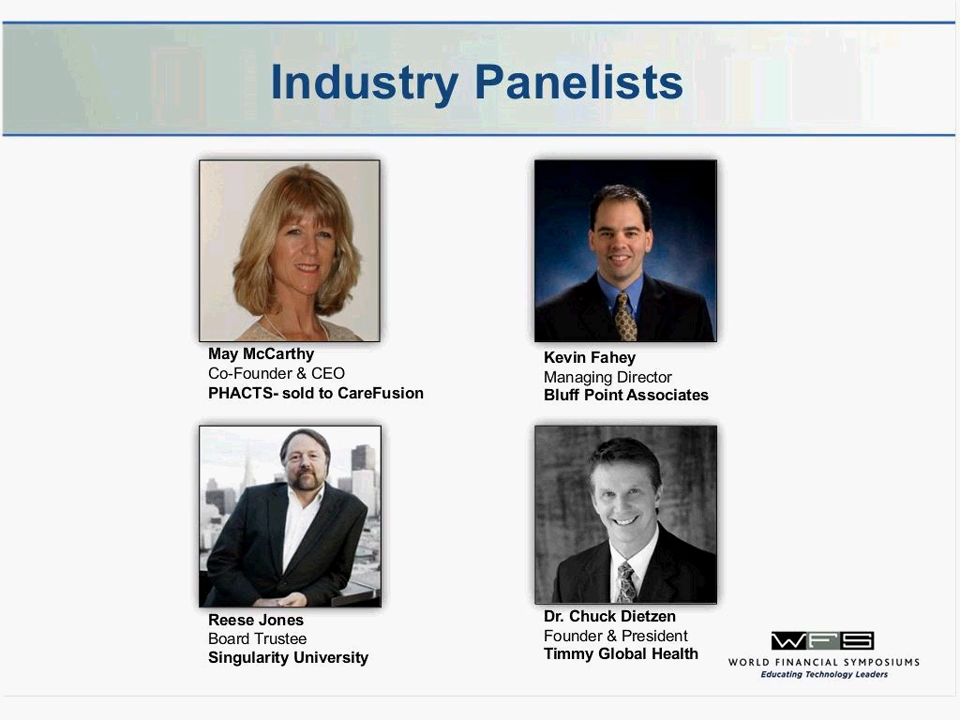 Industry Panelists
May McCarthy
Co-Founder & CEO
PHACTS- sold to CareFusion
Kevin Fahey
Managing Director
Bluff Point Associates
Reese Jones
Board Trustee
Singularity University
Dr. Chuck Dietzen
Founder & President
Timmy Global Health
WFS
WORLD FINANCIAL SYMPOSIUMS
Educating Technology Leaders